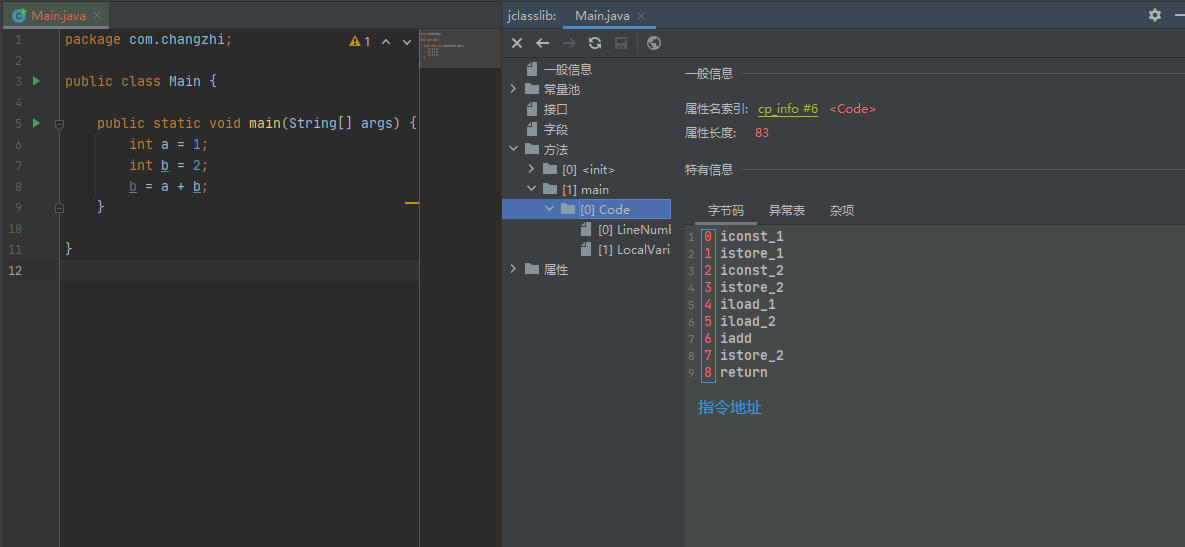 Main.java
jclasslib: Main.java
1 package com.changzhi; 1
2
3 public class Main {
4
5 public static void main(String[] args) {
6 int a = 1;
7 int b = 2;
8 b = a + b;
9 }
10
11 }
12
一般信息
常量池
接口
字段
方法
[0] <init>
[1] main
[0] Code
[0] LineNumb
[1] LocalVaria
属性
一般信息
属性名索引: cp_info #6 <Code>
属性长度: 83
特有信息
字节码 异常表 杂项
1 0 iconst_1
2 1 istore_1
3 2 iconst_2
4 3 istore_2
5 4 iload_1
6 5 iload_2
7 6 iadd
8 7 istore_2
9 8 return
指令地址